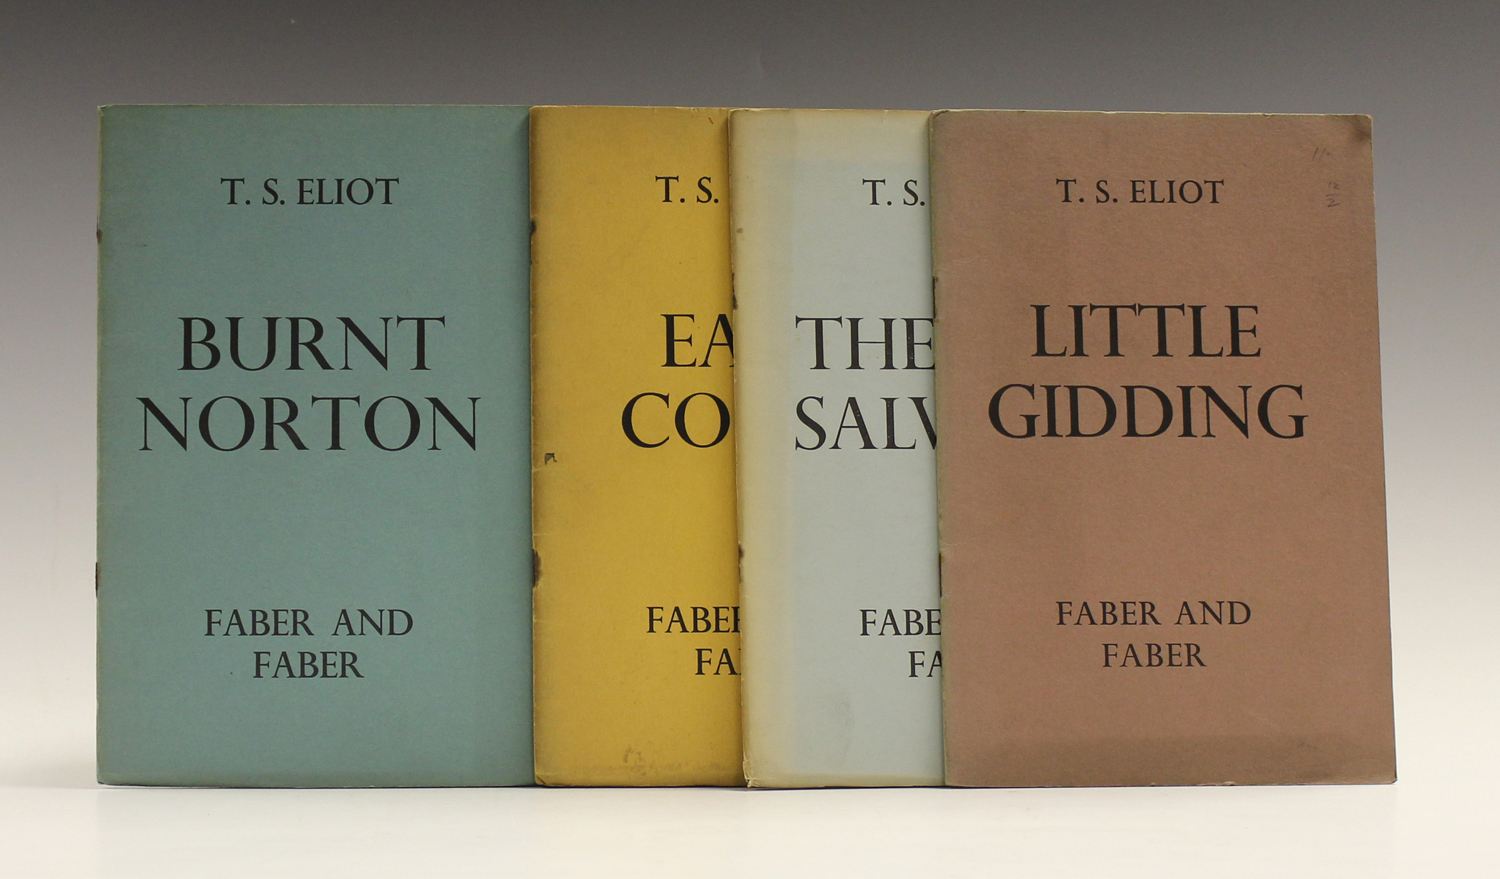 T. S. ELIOT
BURNT
NORTON
FABER AND
FABER
T. S.
EA
CO
FABE
FA
T. S.
THE
SALV
FABE
FA
T. S. ELIOT
LITTLE
GIDDING
FABER AND
FABER